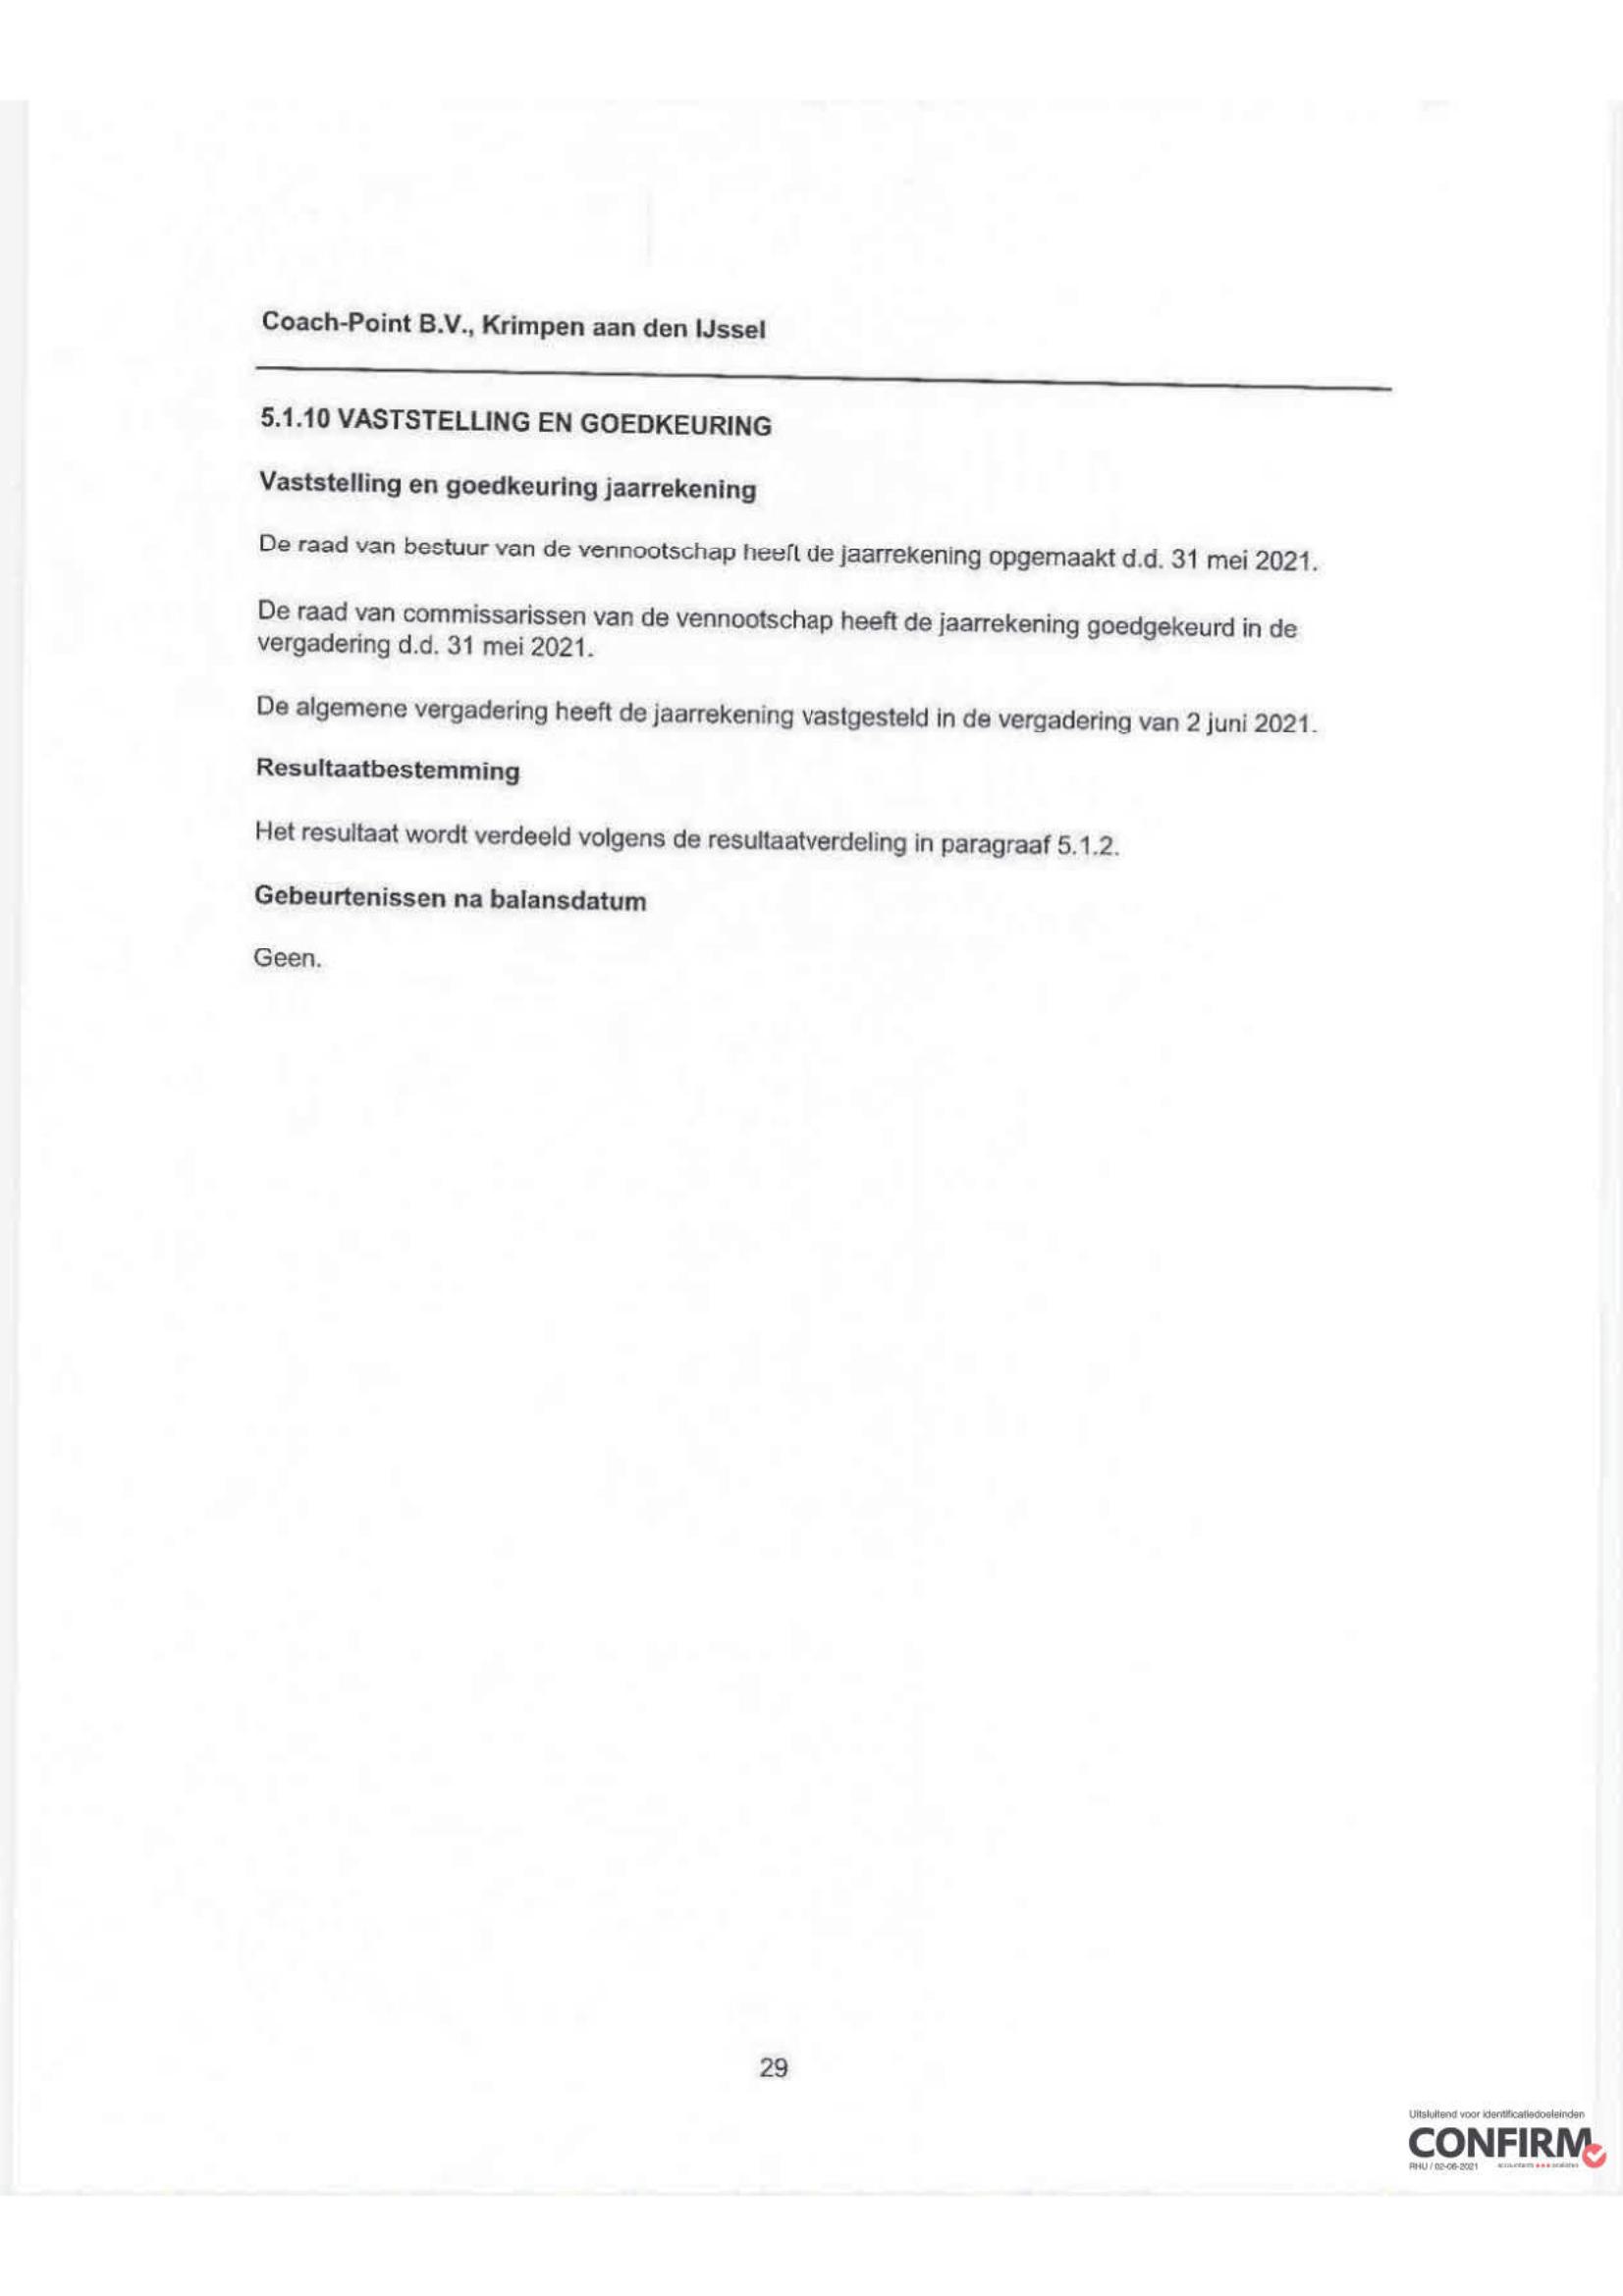 Coach-Point B.V., Krimpen aan den IJssel
5.1.10 VASTSTELLING EN GOEDKEURING
Vaststelling en goedkeuring jaarrekening
De raad van bestuur van de vennootschap heeft de jaarrekening opgemaakt d.d. 31 mei 2021.
De raad van commissarissen van de vennootschap heeft de jaarrekening goedgekeurd in de
vergadering d.d. 31 mei 2021.
De algemene vergadering heeft de jaarrekening vastgesteld in de vergadering van 2 juni 2021.
Resultaatbestemming
Het resultaat wordt verdeeld volgens de resultaatverdeling in paragraaf 5.1.2.
Gebeurtenissen na balansdatum
Geen.
29
Uitsluitend voor identificatiedoeleinden
CONFIRM
RHU / 02-06-2021 accountants